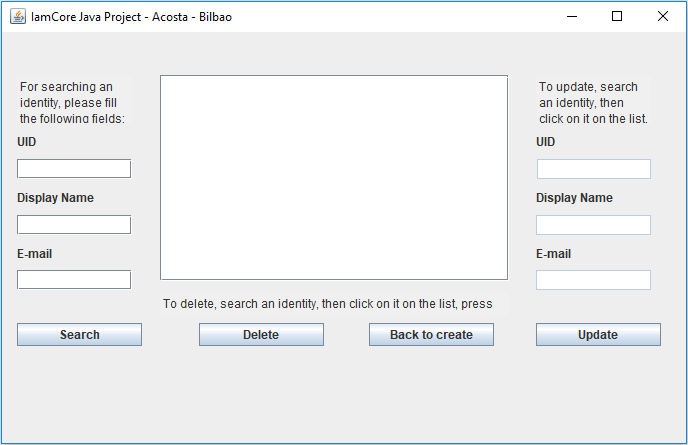 IamCore Java Project - Acosta - Bilbao
For searching an
identity, please fill
the following fields:
UID
Display Name
E-mail
Search
To delete, search an identity, then click on it on the list, press
Delete
Back to create
To update, search
an identity, then
click on it on the list.
UID
Display Name
E-mail
Update